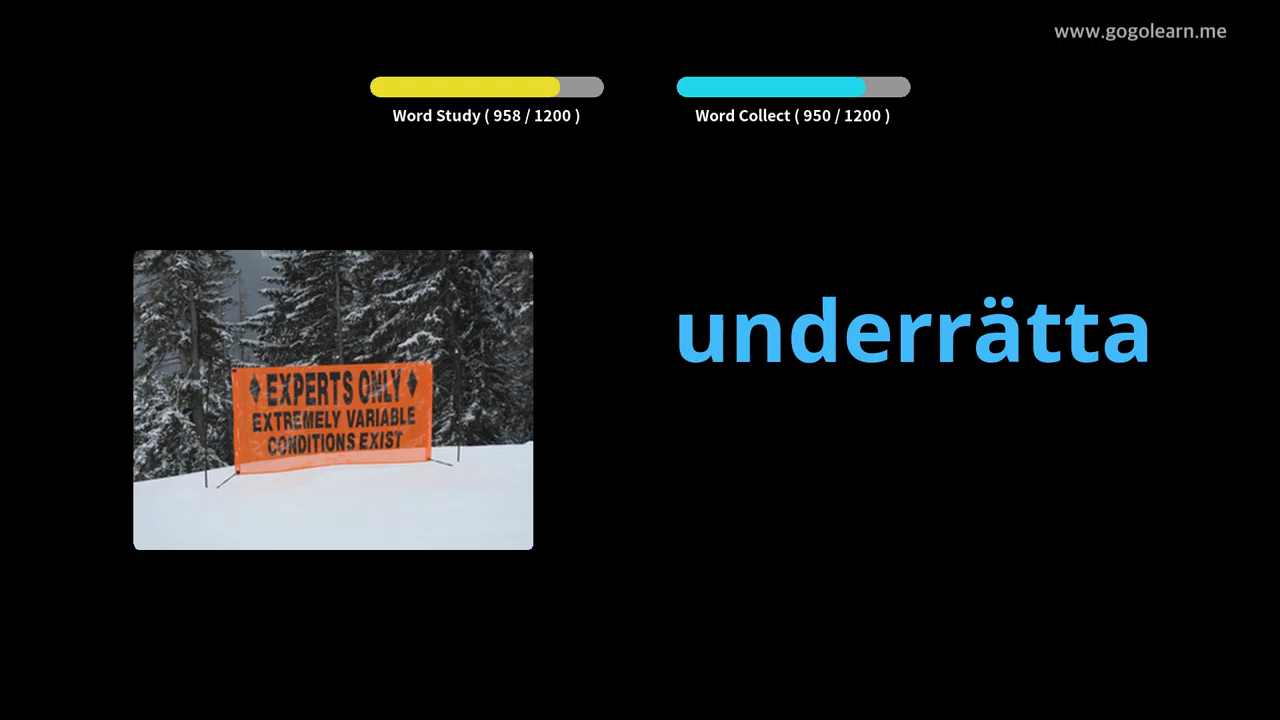 www.gogolearn.me
Word Study ( 958 / 1200 )
Word Collect ( 950 / 1200 )
EXPERTS ONLY
EXTREMELY VARIABLE
CONDITIONS EXIST
underrätta